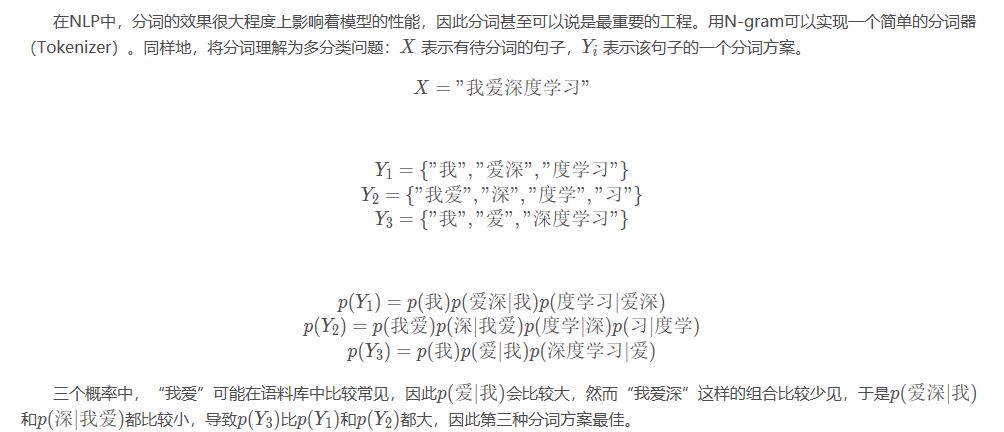 在NLP中，分词的效果很大程度上影响着模型的性能，因此分词甚至可以说是最重要的工程。用N-gram可以实现一个简单的分词器
（Tokenizer）。同样地，将分词理解为多分类问题：X 表示有待分词的句子，Y_i 表示该句子的一个分词方案。
X = ”我爱深度学习”
Y_1 = {”我”, ”爱深”, ”度学习”}
Y_2 = {”我爱”, ”深”, ”度学”, ”习”}
Y_3 = {”我”, ”爱”, ”深度学习”}
p(Y_1) = p(我)p(爱深|我)p(度学习|爱深)
p(Y_2) = p(我爱)p(深|我爱)p(度学|深)p(习|度学)
p(Y_3) = p(我)p(爱|我)p(深度学习|爱)
三个概率中，“我爱”可能在语料库中比较常见，因此p(爱|我)会比较大，然而“我爱深”这样的组合比较少见，于是p(爱深|我)
和p(深|我爱)都比较小，导致p(Y_3)比p(Y_1)和p(Y_2)都大，因此第三种分词方案最佳。